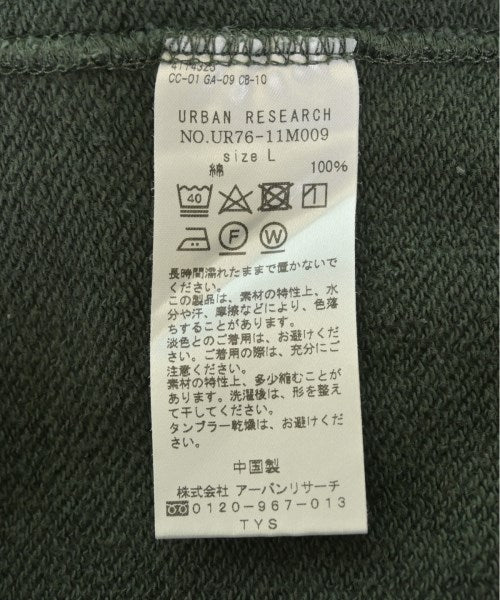 4114325
CC-01 GA-09 CB-10
URBAN RESEARCH
NO.UR76-11M009
size L
綿 100%
40
F W
長時間濡れたままで置かないで
ください。
この製品は、素材の特性上、水
分や汗、摩擦などにより、色落
ちすることがあります。
淡色とのご着用は、お避けくだ
さい。ご着用の際は、充分にご
注意ください。
素材の特性上、多少縮むことが
あります。洗濯後は、形を整え
て干してください。
タンブラー乾燥は、お避けくだ
さい。
中国製
株式会社 アーバンリサーチ
0120-967-013
TYS